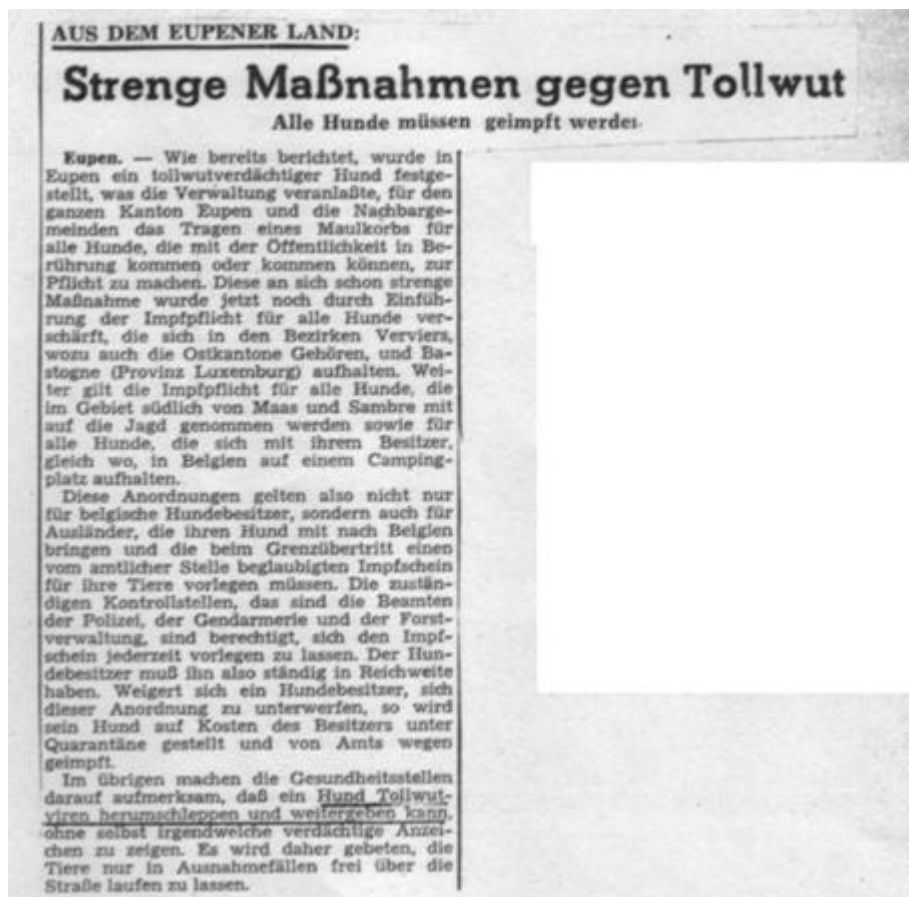 AUS DEM EUPENER LAND:
Strenge Maßnahmen gegen Tollwut
Alle Hunde müssen geimpft werden
Eupen. — Wie bereits berichtet, wurde in
Eupen ein tollwutverdächtiger Hund festge-
stellt, was die Verwaltung veranlaßte, für den
ganzen Kanton Eupen und die Nachbarge-
meinden das Tragen eines Maulkorbs für
alle Hunde, die mit der Öffentlichkeit in Be-
rührung kommen oder kommen können, zur
Pflicht zu machen. Diese an sich schon strenge
Maßnahme wurde jetzt noch durch Einfüh-
rung der Impfpflicht für alle Hunde ver-
schärft, die sich in den Bezirken Verviers,
wozu auch die Ostkantone Gehören, und Ba-
stogne (Provinz Luxemburg) aufhalten. Wei-
ter gilt die Impfpflicht für alle Hunde, die
im Gebiet südlich von Maas und Sambre mit
auf die Jagd genommen werden sowie für
alle Hunde, die sich mit ihrem Besitzer,
gleich wo, in Belgien auf einem Camping-
platz aufhalten.
Diese Anordnungen gelten also nicht nur
für belgische Hundebesitzer, sondern auch für
Ausländer, die ihren Hund mit nach Belgien
bringen und die beim Grenzübertritt einen
vom amtlicher Stelle beglaubigten Impfschein
für ihre Tiere vorlegen müssen. Die zustän-
digen Kontrollstellen, das sind die Beamten
der Polizei, der Gendarmerie und der Forst-
verwaltung, sind berechtigt, sich den Impf-
schein jederzeit vorlegen zu lassen. Der Hun-
debesitzer muß ihn also ständig in Reichweite
haben. Weigert sich ein Hundebesitzer, sich
dieser Anordnung zu unterwerfen, so wird
sein Hund auf Kosten des Besitzers unter
Quarantäne gestellt und von Amts wegen
geimpft.
Im übrigen machen die Gesundheitsstellen
darauf aufmerksam, daß ein Hund Tollwut-
viren herumschleppen und weitergeben kann,
ohne selbst irgendwelche verdächtige Anzei-
chen zu zeigen. Es wird daher gebeten, die
Tiere nur in Ausnahmefällen frei über die
Straße laufen zu lassen.